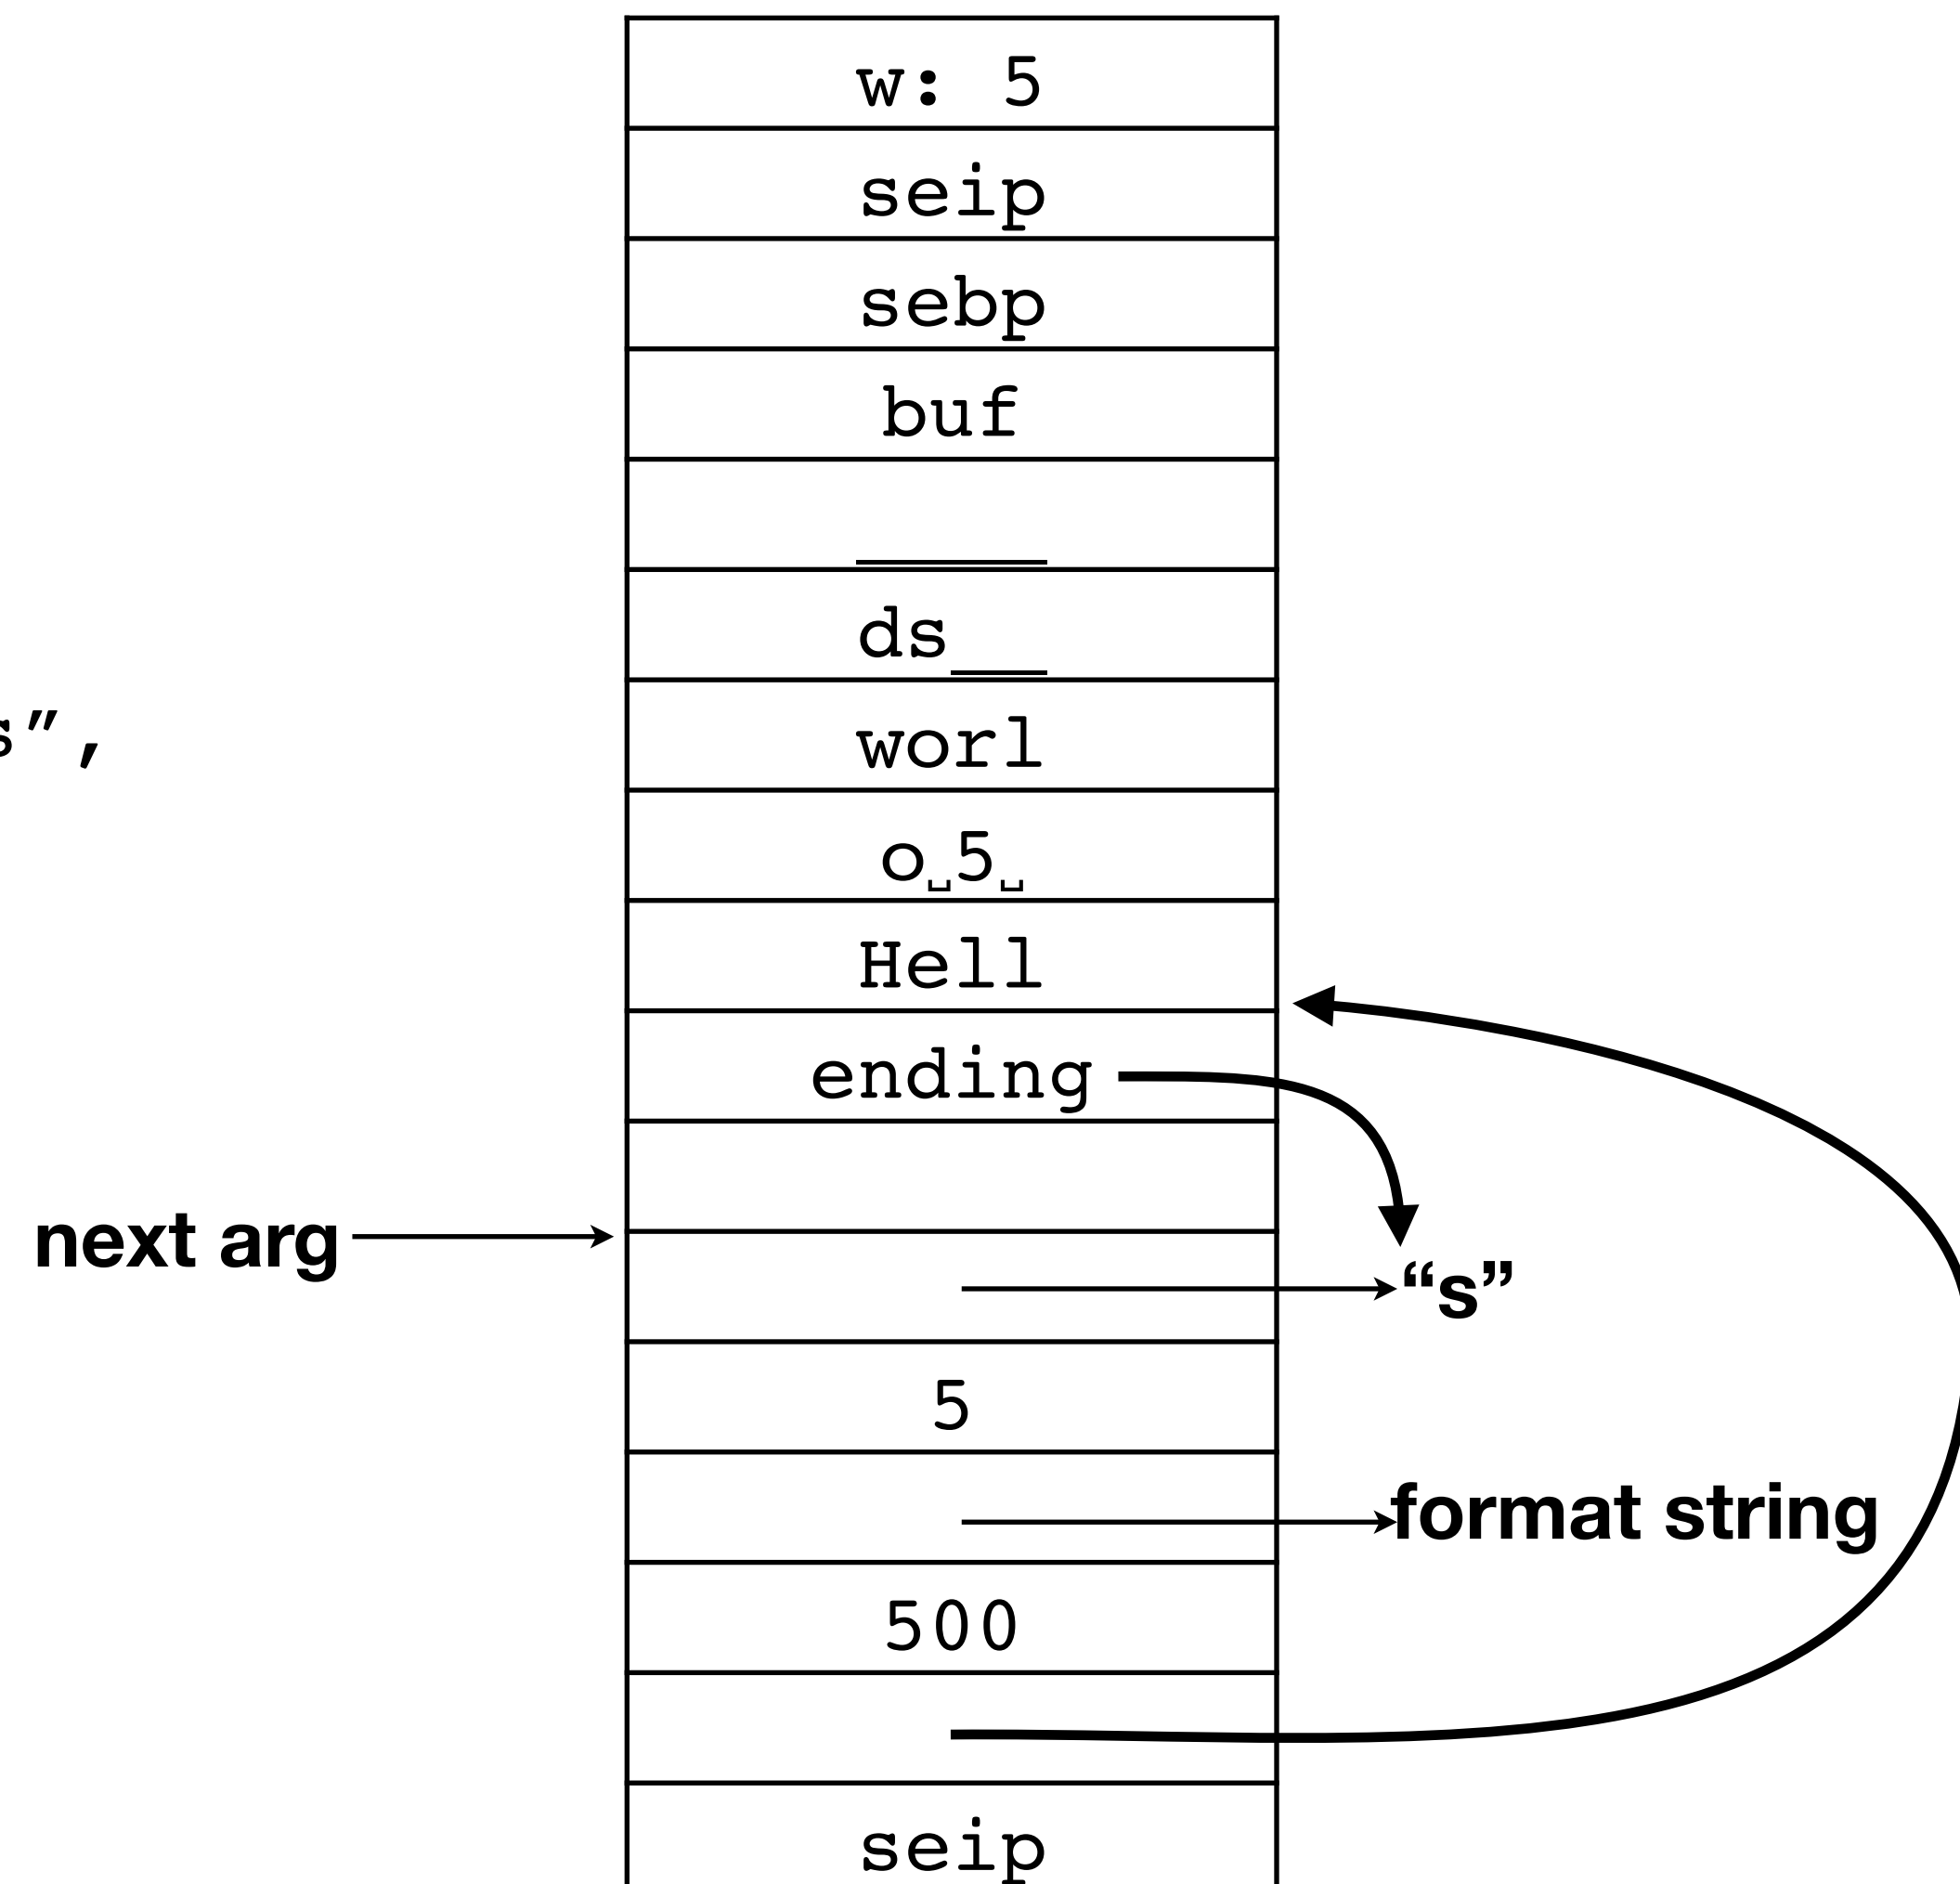 w: 5
seip
sebp
buf
____
ds__
s”,
worl
o␣5␣
Hell
ending
next arg
“s”
5
format string
500
seip